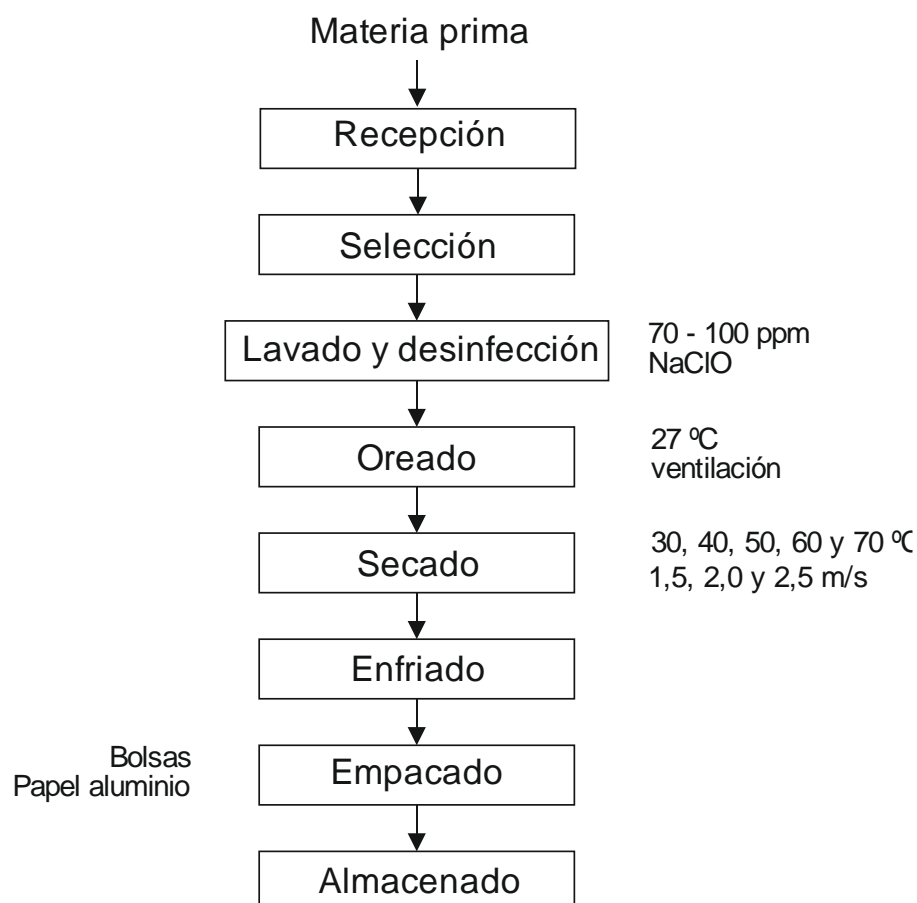 Materia prima
Recepción
Selección
Lavado y desinfección
70 - 100 ppm
NaClO
Oreado
27 ºC
ventilación
Secado
30, 40, 50, 60 y 70 ºC
1,5, 2,0 y 2,5 m/s
Enfriado
Bolsas
Papel aluminio
Empacado
Almacenado